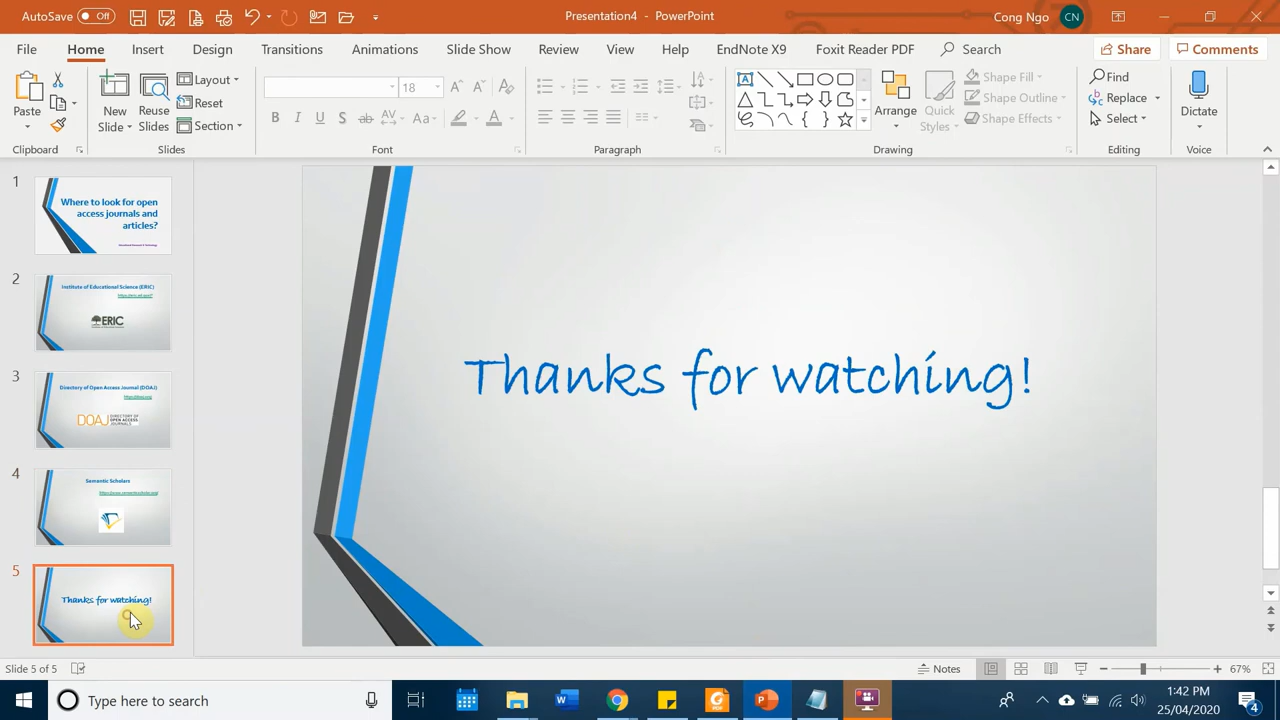 AutoSave Off
Presentation4 - PowerPoint
Cong Ngo CN
File Home Insert Design Transitions Animations Slide Show Review View Help EndNote X9 Foxit Reader PDF Search Share Comments
Paste
New Slide
Reuse Slides
Layout
Reset
Section
18
Arrange
Quick Styles
Shape Fill
Shape Outline
Shape Effects
Find
Replace
Select
Dictate
Clipboard Slides Font Paragraph Drawing Editing Voice
1
Where to look for open
access journals and
articles?
2
Institute of Educational Science (ERIC)
ERIC
3
Directory of Open Access Journal (DOAJ)
DOAJ DIRECTORY OF
OPEN ACCESS
JOURNALS
4
Semantic Scholars
5
Thanks for watching!
Thanks for watching!
Slide 5 of 5
Notes
67%
Type here to search
1:42 PM
25/04/2020
4